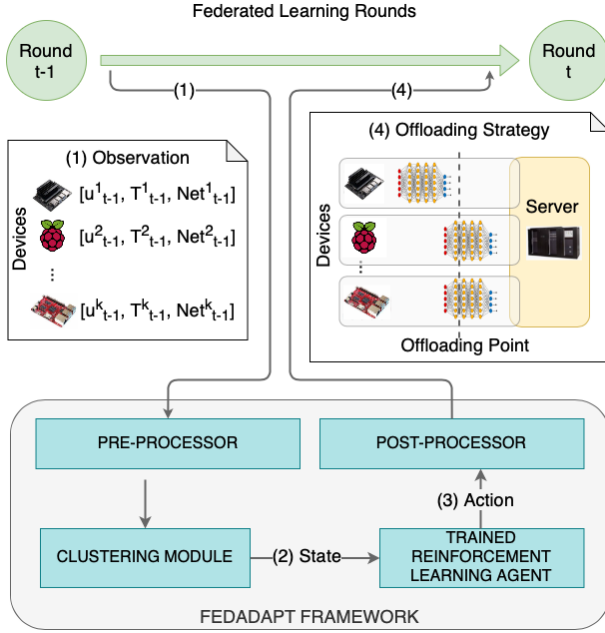 Federated Learning Rounds
Round
t-1
Round
t
(1)
(4)
(1) Observation
Devices
[u¹ₜ₋₁, T¹ₜ₋₁, Net¹ₜ₋₁]
[u²ₜ₋₁, T²ₜ₋₁, Net²ₜ₋₁]
...
[uᵏₜ₋₁, Tᵏₜ₋₁, Netᵏₜ₋₁]
(4) Offloading Strategy
Devices
Server
...
Offloading Point
PRE-PROCESSOR
POST-PROCESSOR
(3) Action
CLUSTERING MODULE
(2) State
TRAINED
REINFORCEMENT
LEARNING AGENT
FEDADAPT FRAMEWORK